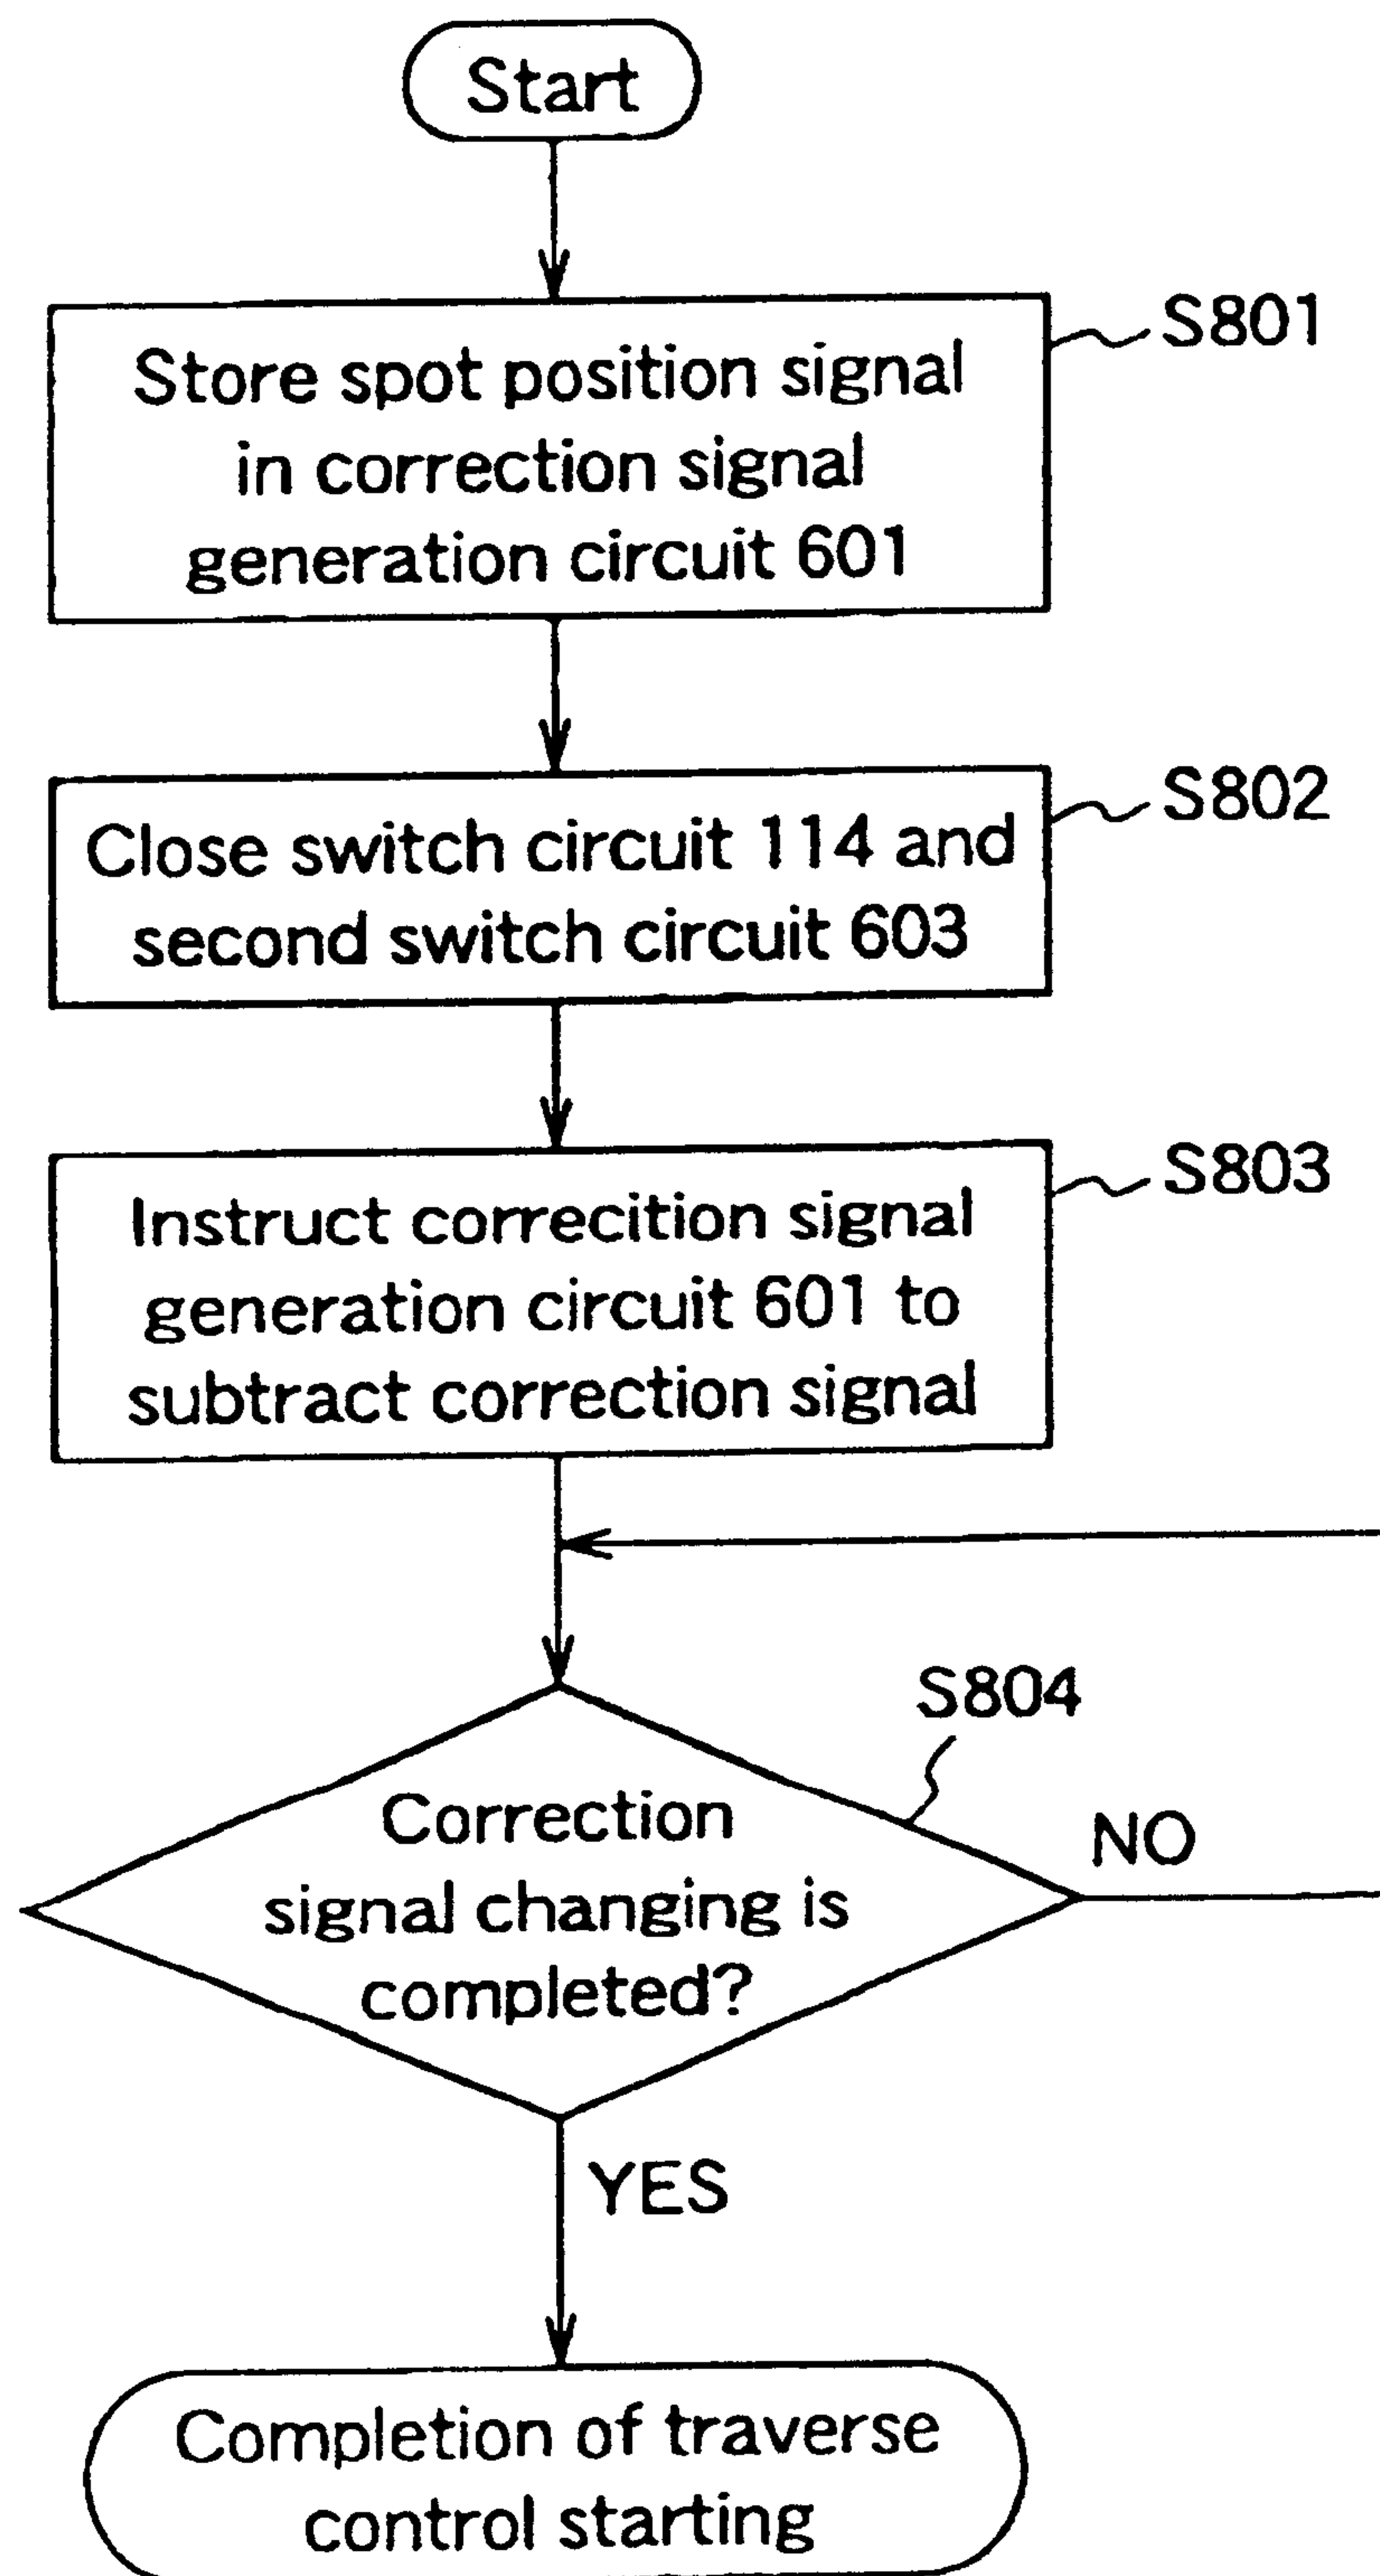 Start
Store spot position signal
in correction signal
generation circuit 601
S801
Close switch circuit 114 and
second switch circuit 603
S802
Instruct correcition signal
generation circuit 601 to
subtract correction signal
S803
Correction
signal changing is
completed?
S804
NO
YES
Completion of traverse
control starting